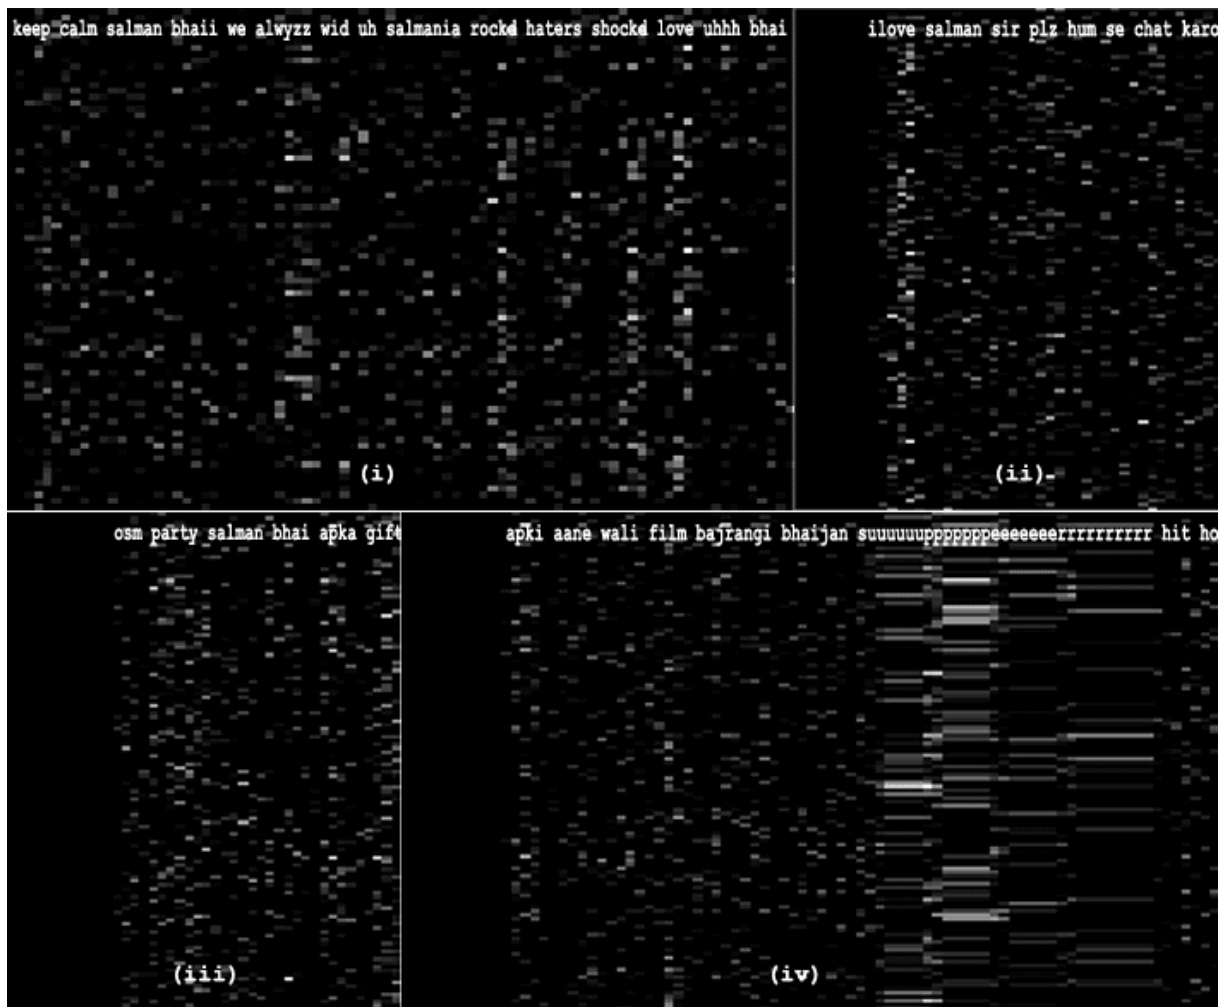 keep calm salman bhaii we alwyzz wid uh salmania rockd haters shockd love uhhh bhai
ilove salman sir plz hum se chat karo
(i)
(ii)
osm party salman bhai apka gift
apki aane wali film bajrangi bhaijan suuuuuupppppppeeeeeeerrrrrrrrrr hit ho
(iii)
(iv)